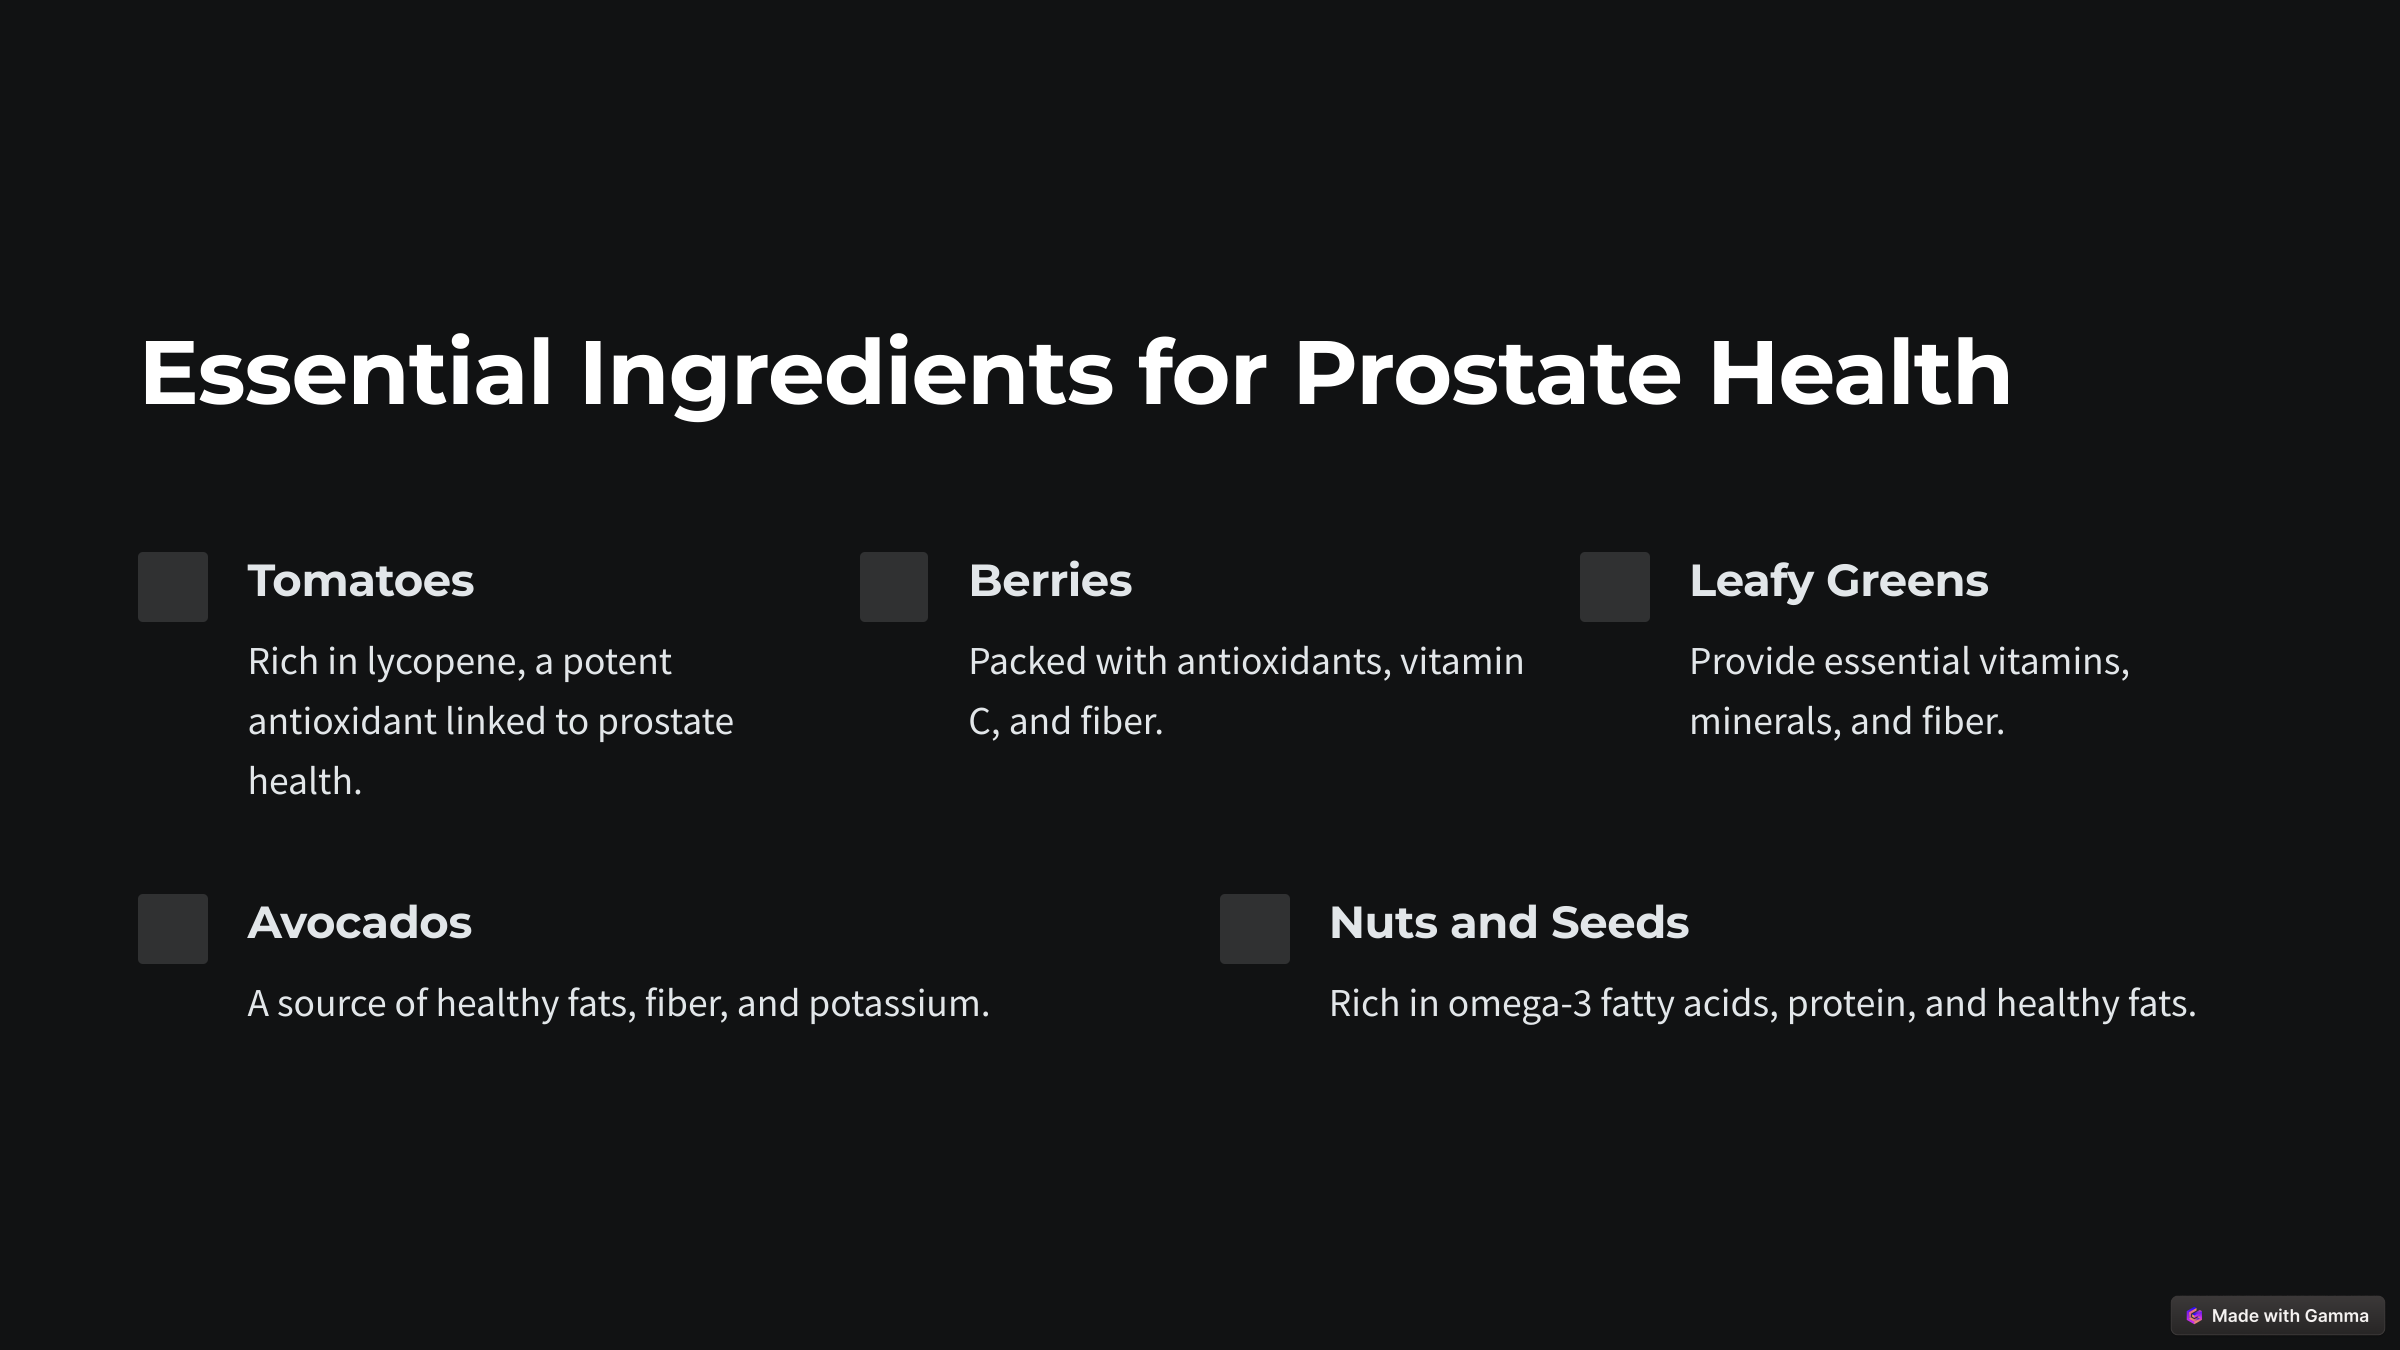 Essential Ingredients for Prostate Health
Tomatoes
Rich in lycopene, a potent
antioxidant linked to prostate
health.
Berries
Packed with antioxidants, vitamin
C, and fiber.
Leafy Greens
Provide essential vitamins,
minerals, and fiber.
Avocados
A source of healthy fats, fiber, and potassium.
Nuts and Seeds
Rich in omega-3 fatty acids, protein, and healthy fats.
Made with Gamma